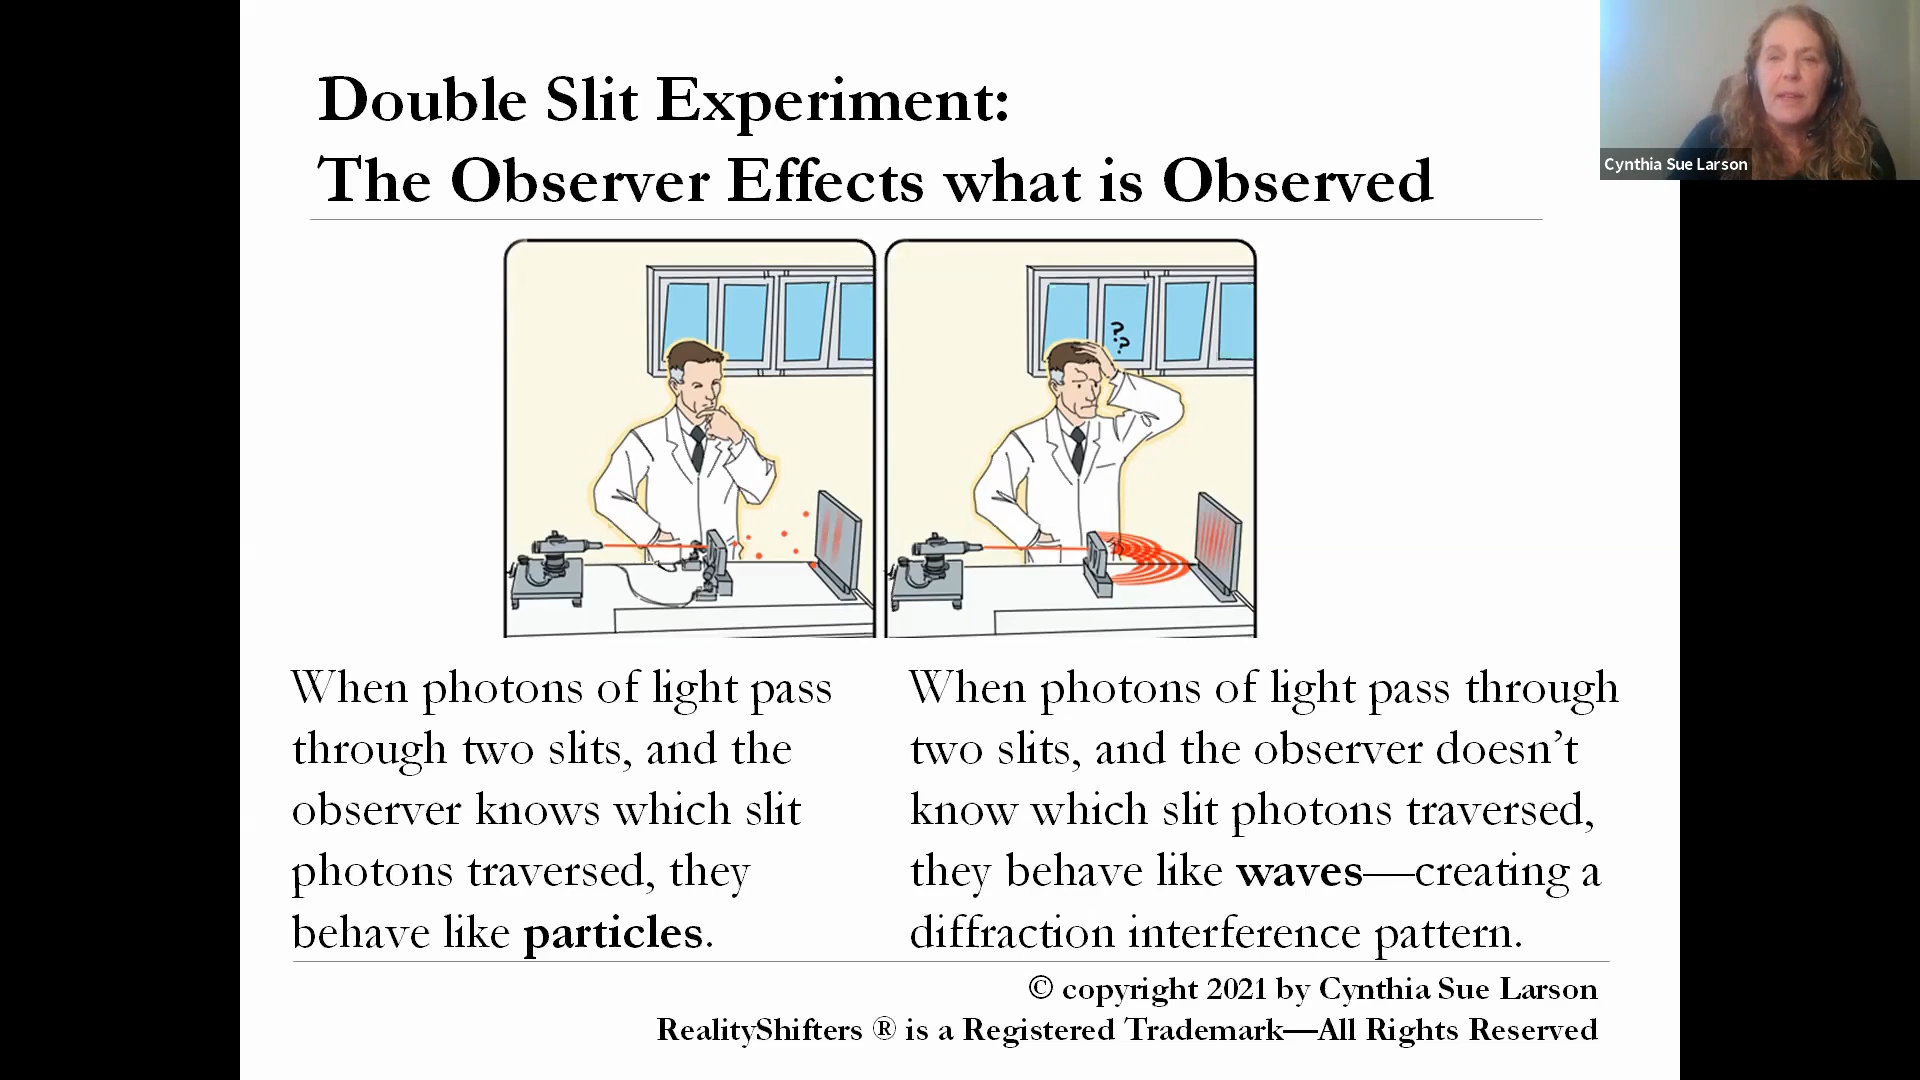 Double Slit Experiment:
The Observer Effects what is Observed
Cynthia Sue Larson
?
?
When photons of light pass
through two slits, and the
observer knows which slit
photons traversed, they
behave like particles.
When photons of light pass through
two slits, and the observer doesn’t
know which slit photons traversed,
they behave like waves—creating a
diffraction interference pattern.
© copyright 2021 by Cynthia Sue Larson
RealityShifters ® is a Registered Trademark—All Rights Reserved